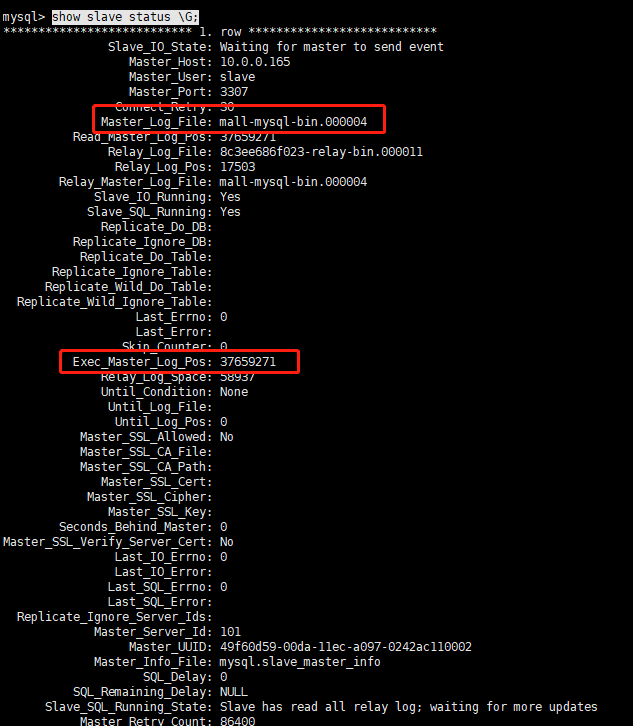 mysql> show slave status \G;
*************************** 1. row ***************************
Slave_IO_State: Waiting for master to send event
Master_Host: 10.0.0.165
Master_User: slave
Master_Port: 3307
Connect_Retry: 30
Master_Log_File: mall-mysql-bin.000004
Read_Master_Log_Pos: 37659271
Relay_Log_File: 8c3ee686f023-relay-bin.000011
Relay_Log_Pos: 17503
Relay_Master_Log_File: mall-mysql-bin.000004
Slave_IO_Running: Yes
Slave_SQL_Running: Yes
Replicate_Do_DB:
Replicate_Ignore_DB:
Replicate_Do_Table:
Replicate_Ignore_Table:
Replicate_Wild_Do_Table:
Replicate_Wild_Ignore_Table:
Last_Errno: 0
Last_Error:
Skip_Counter: 0
Exec_Master_Log_Pos: 37659271
Relay_Log_Space: 58937
Until_Condition: None
Until_Log_File:
Until_Log_Pos: 0
Master_SSL_Allowed: No
Master_SSL_CA_File:
Master_SSL_CA_Path:
Master_SSL_Cert:
Master_SSL_Cipher:
Master_SSL_Key:
Seconds_Behind_Master: 0
Master_SSL_Verify_Server_Cert: No
Last_IO_Errno: 0
Last_IO_Error:
Last_SQL_Errno: 0
Last_SQL_Error:
Replicate_Ignore_Server_Ids:
Master_Server_Id: 101
Master_UUID: 49f60d59-00da-11ec-a097-0242ac110002
Master_Info_File: mysql.slave_master_info
SQL_Delay: 0
SQL_Remaining_Delay: NULL
Slave_SQL_Running_State: Slave has read all relay log; waiting for more updates
Master_Retry_Count: 86400